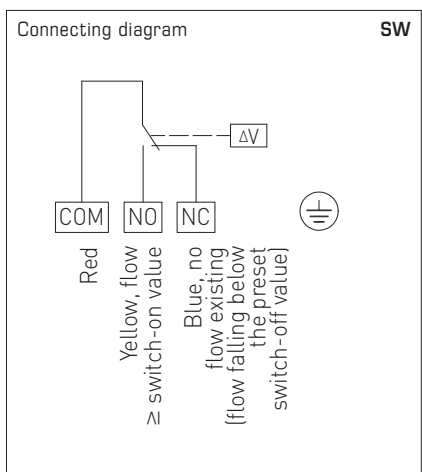 Connecting diagram
SW
ΔV
COM
NO
NC
Red
Yellow, flow
≥ switch-on value
Blue, no
flow existing
(flow falling below
the preset
switch-off value)